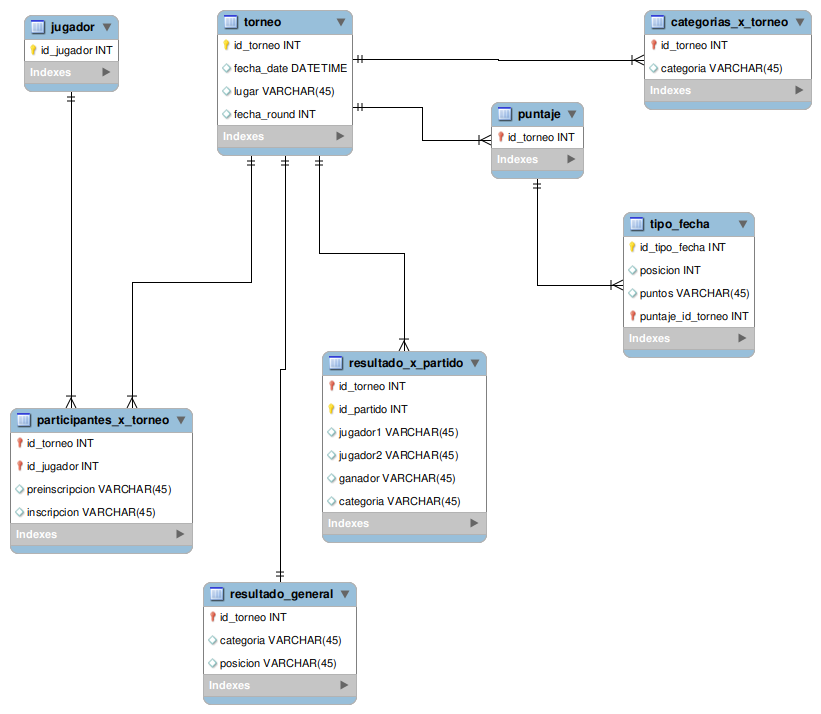 jugador
id_jugador INT
Indexes
torneo
id_torneo INT
fecha_date DATETIME
lugar VARCHAR(45)
fecha_round INT
Indexes
categorias_x_torneo
id_torneo INT
categoria VARCHAR(45)
Indexes
puntaje
id_torneo INT
Indexes
tipo_fecha
id_tipo_fecha INT
posicion INT
puntos VARCHAR(45)
puntaje_id_torneo INT
Indexes
resultado_x_partido
id_torneo INT
id_partido INT
jugador1 VARCHAR(45)
jugador2 VARCHAR(45)
ganador VARCHAR(45)
categoria VARCHAR(45)
Indexes
participantes_x_torneo
id_torneo INT
id_jugador INT
preinscripcion VARCHAR(45)
inscripcion VARCHAR(45)
Indexes
resultado_general
id_torneo INT
categoria VARCHAR(45)
posicion VARCHAR(45)
Indexes